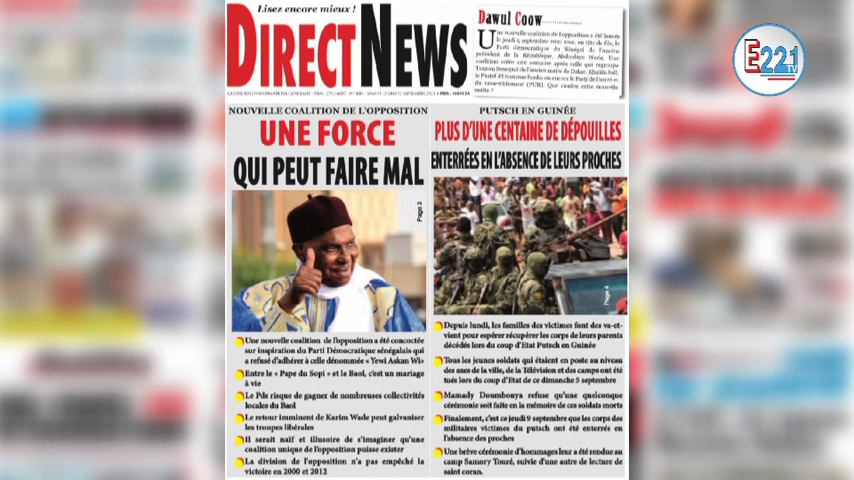 Lisez encore mieux !
DIRECT NEWS
QUOTIDIEN D'INFORMATIONS GENERALES
Dawul Coow
Une nouvelle coalition de l'opposition a été lancée
le jeudi 9 septembre
Parti démocratique du Sénégal de l'ancien
président de la République, Abdoulaye Wade. Une
coalition créée une semaine après celle qui regroupe
Taxawu Senegaal de l'ancien maire de Dakar, Khalifa Sall,
le Pastef d'Ousmane Sonko
du rassemblement (PUR). Que vaudra cette nouvelle
entité ?
E221
TV
NOUVELLE COALITION DE L'OPPOSITION
UNE FORCE
QUI PEUT FAIRE MAL
Page 3
Une nouvelle coalition de l'opposition a été concoctée
sur inspiration du Parti Démocratique sénégalais qui
a refusé d'adhérer à celle dénommée « Yewi Askan Wi»
Entre le « Pape du Sopi » et le Baol, c'est un mariage
à vie
Le Pds risque de gagner de nombreuses collectivités
locales du Baol
Le retour imminent de Karim Wade peut galvaniser
les troupes libérales
Il serait naïf et illusoire de s'imaginer qu'une
coalition unique de l'opposition puisse exister
La division de l'opposition n'a pas empêché la
victoire en 2000 et 2012
PUTSCH EN GUINÉE
PLUS D'UNE CENTAINE DE DÉPOUILLES
ENTERRÉES EN L'ABSENCE DE LEURS PROCHES
Page 4
Depuis lundi, les familles des victimes font des va-et-
vient pour espérer récupérer les corps de leurs parents
décédés lors du coup d'Etat Putsch en Guinée
Tous les jeunes soldats qui étaient en poste au niveau
des axes de la ville, de la Télévision et des camps ont été
tués lors du coup d'Etat de ce dimanche 5 septembre
Mamady Doumbouya refuse qu'une quelconque
cérémonie soit faite en la mémoire de ces soldats morts
Finalement, c'est ce jeudi 9 septembre que les corps des
militaires victimes du putsch ont été enterrés en
l'absence des proches
Une brève cérémonie d'hommages leur a été rendue au
camp Samory Touré, suivie d'une autre de lecture de
saint coran.